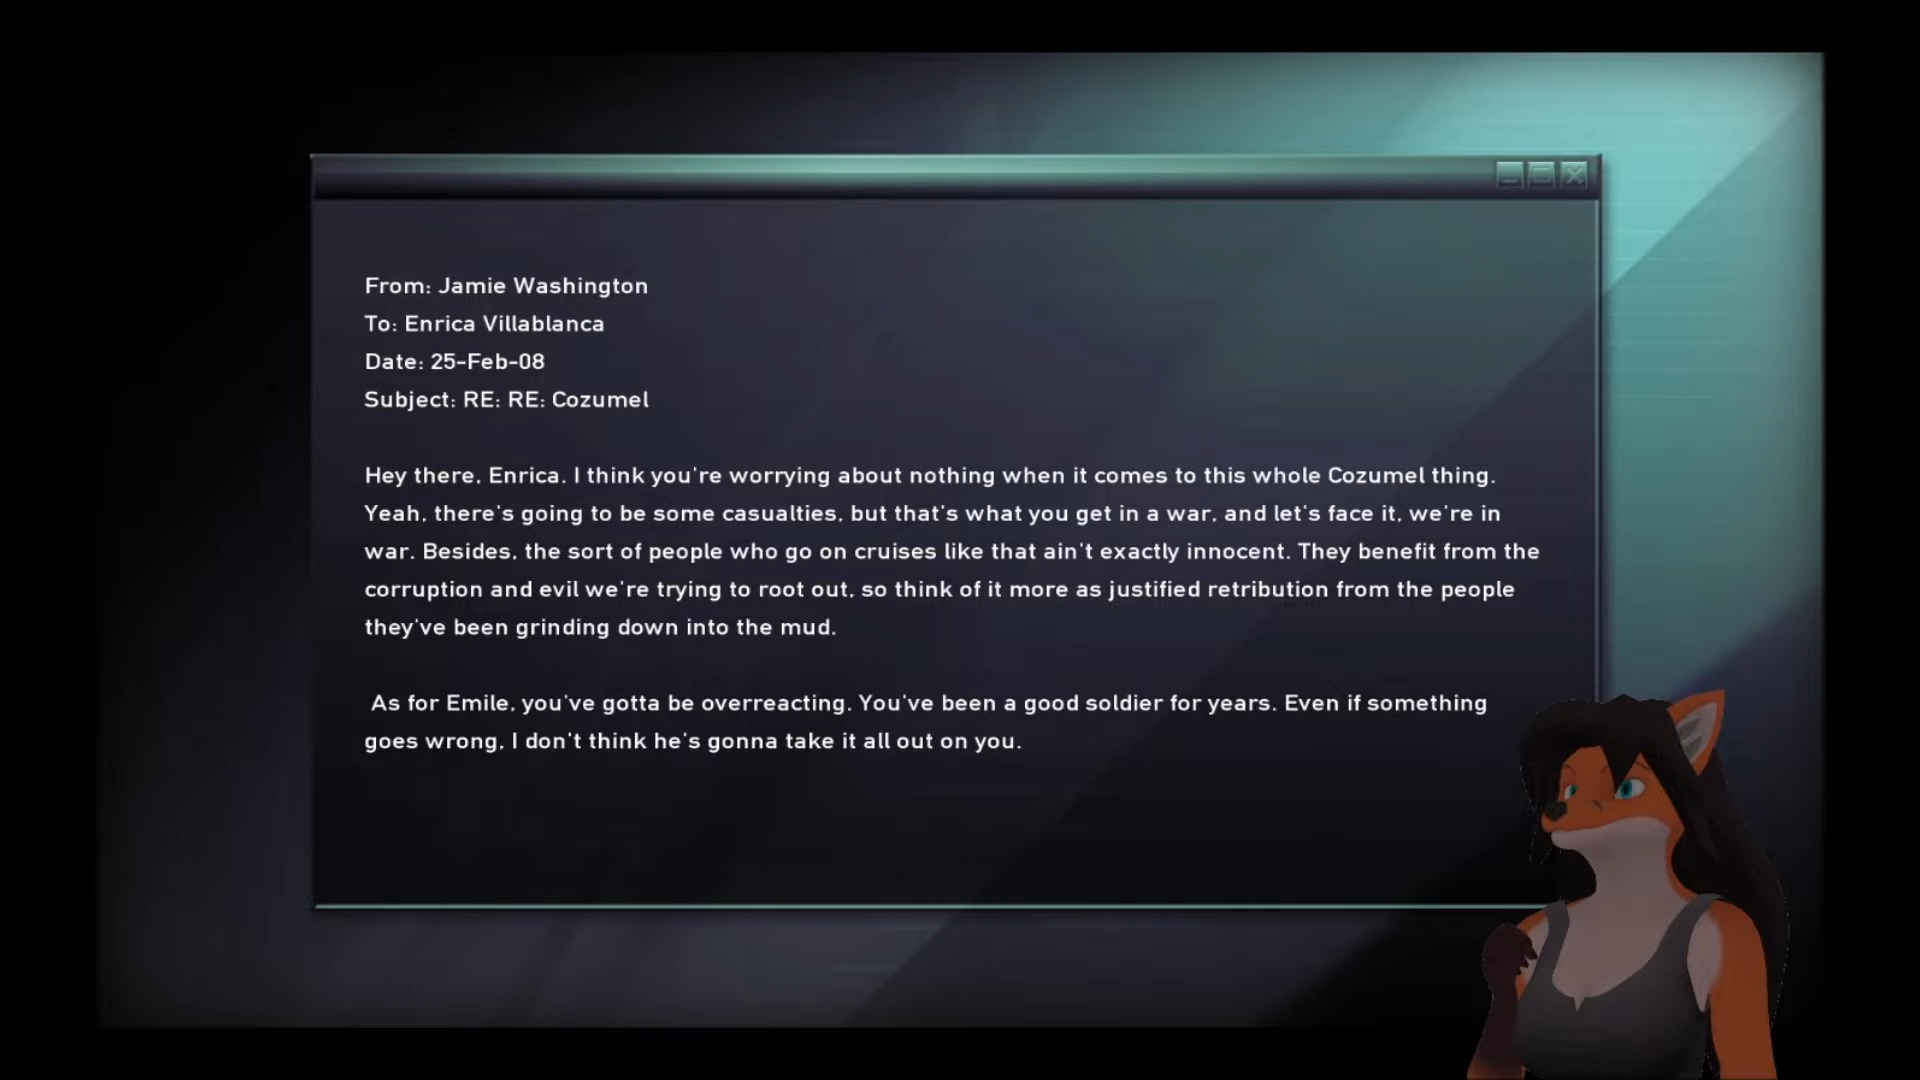 From: Jamie Washington
To: Enrica Villablanca
Date: 25-Feb-08
Subject: RE: RE: Cozumel
Hey there, Enrica. I think you're worrying about nothing when it comes to this whole Cozumel thing.
Yeah, there's going to be some casualties, but that's what you get in a war, and let's face it, we're in
war. Besides, the sort of people who go on cruises like that ain't exactly innocent. They benefit from the
corruption and evil we're trying to root out, so think of it more as justified retribution from the people
they've been grinding down into the mud.
As for Emile, you've gotta be overreacting. You've been a good soldier for years. Even if something
goes wrong, I don't think he's gonna take it all out on you.